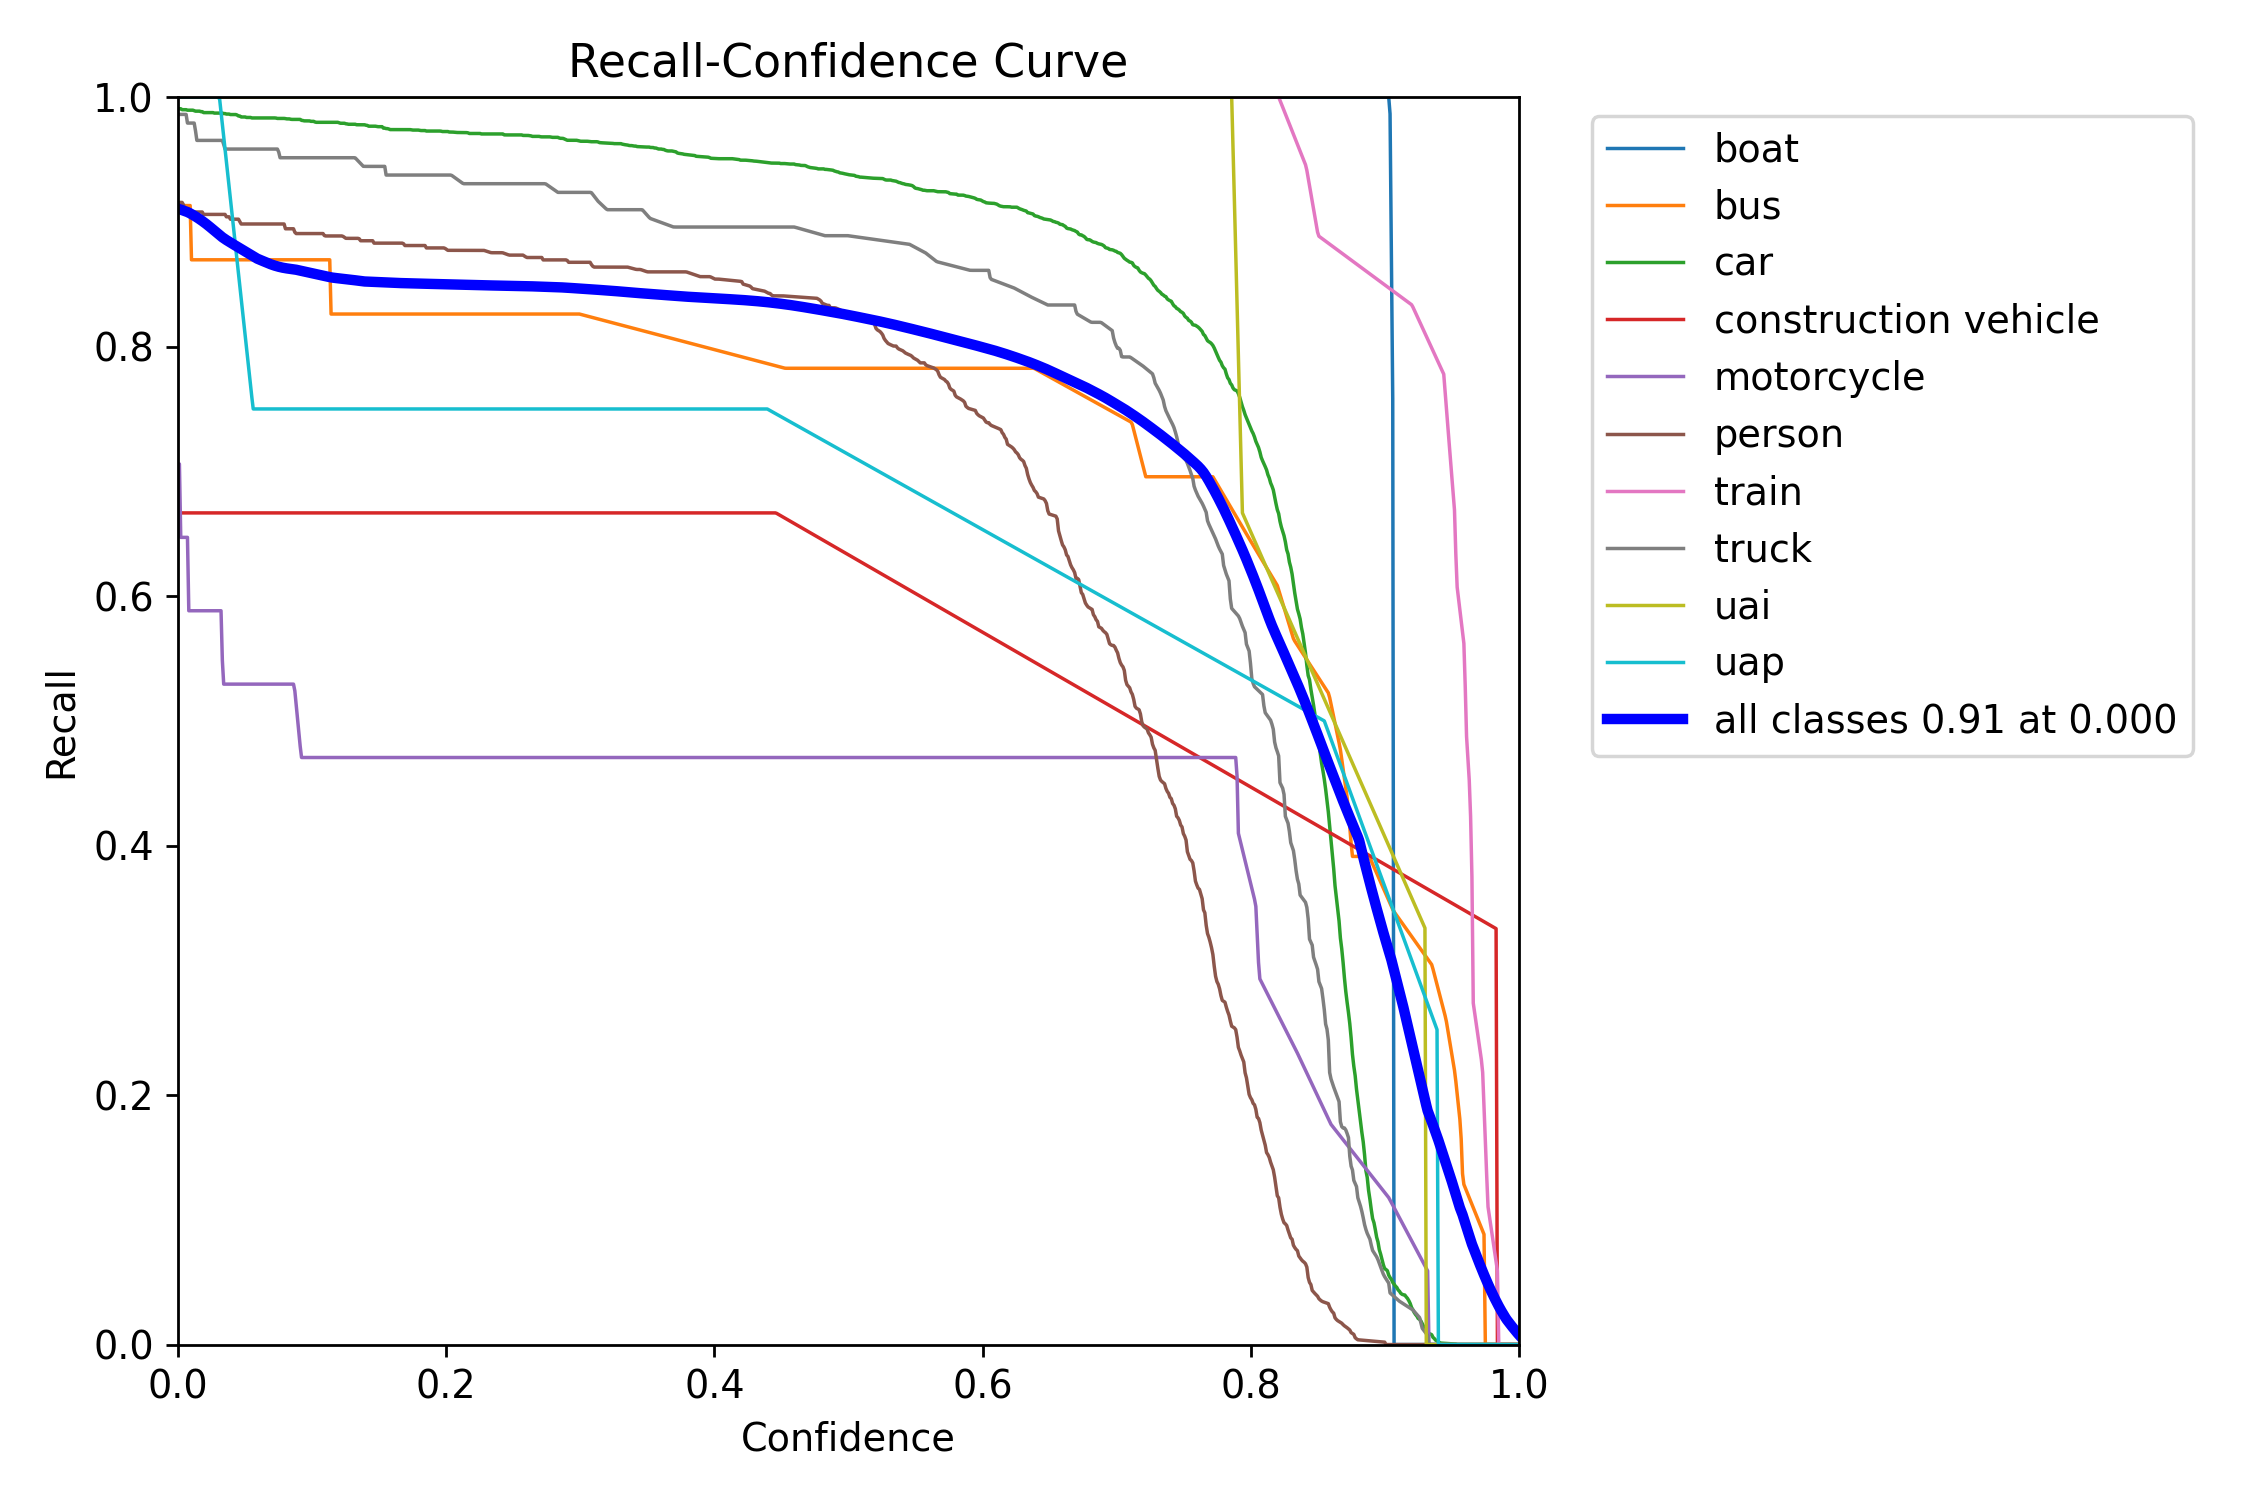 Recall-Confidence Curve
1.0
0.8
0.6
0.4
0.2
0.0
Recall
0.0 0.2 0.4 0.6 0.8 1.0
Confidence
boat
bus
car
construction vehicle
motorcycle
person
train
truck
uai
uap
all classes 0.91 at 0.000